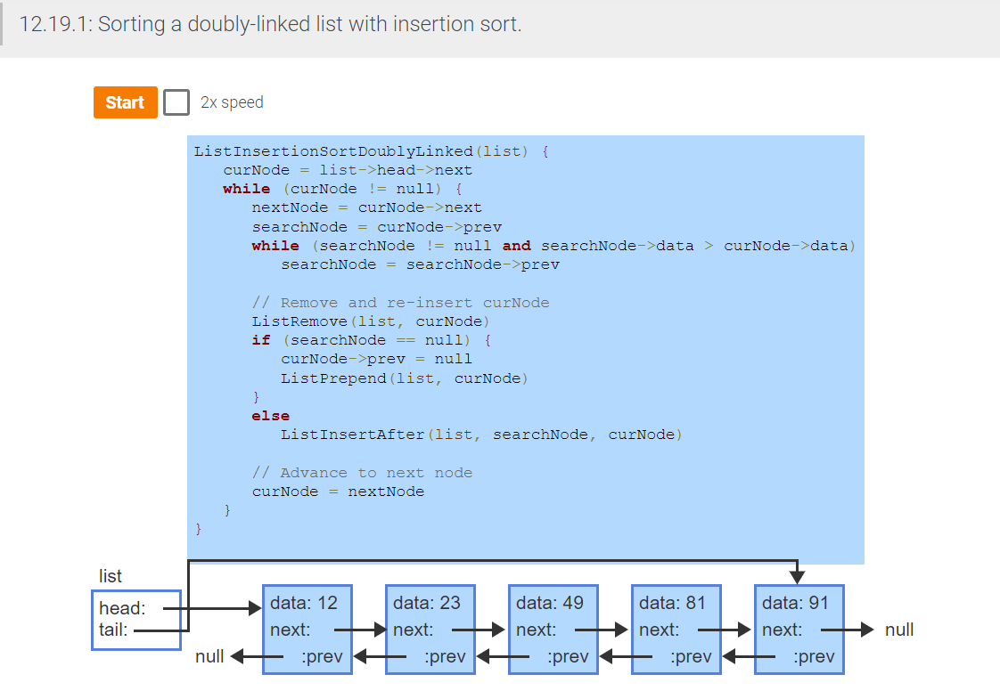 12.19.1: Sorting a doubly-linked list with insertion sort.
Start 2x speed
ListInsertionSortDoublyLinked(list) {
   curNode = list->head->next
   while (curNode != null) {
      nextNode = curNode->next
      searchNode = curNode->prev
      while (searchNode != null and searchNode->data > curNode->data)
         searchNode = searchNode->prev

      // Remove and re-insert curNode
      ListRemove(list, curNode)
      if (searchNode == null) {
         curNode->prev = null
         ListPrepend(list, curNode)
      }
      else
         ListInsertAfter(list, searchNode, curNode)

      // Advance to next node
      curNode = nextNode
   }
}
list
head: data: 12 data: 23 data: 49 data: 81 data: 91
tail: next: next: next: next: next: null
null :prev :prev :prev :prev :prev